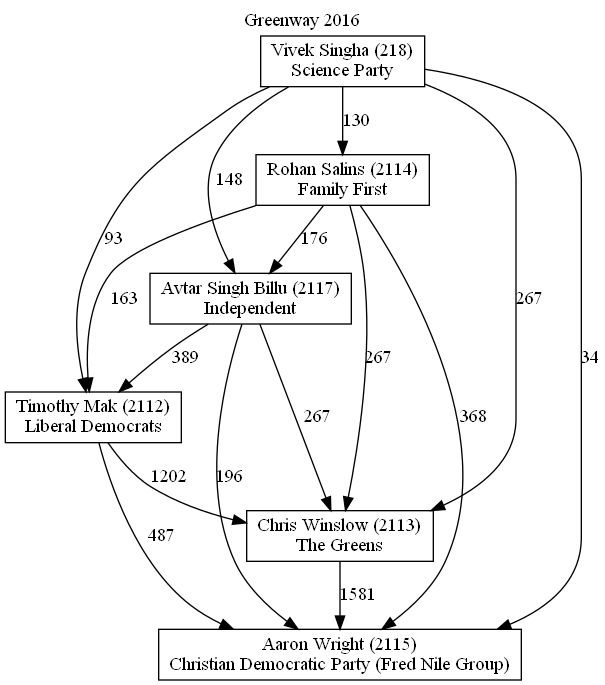 Greenway 2016
Vivek Singha (218)
Science Party
130
Rohan Salins (2114)
Family First
148
176
93
163
267
Avtar Singh Billu (2117)
Independent
389
267
267
34
Timothy Mak (2112)
Liberal Democrats
368
1202
196
Chris Winslow (2113)
The Greens
487
1581
Aaron Wright (2115)
Christian Democratic Party (Fred Nile Group)